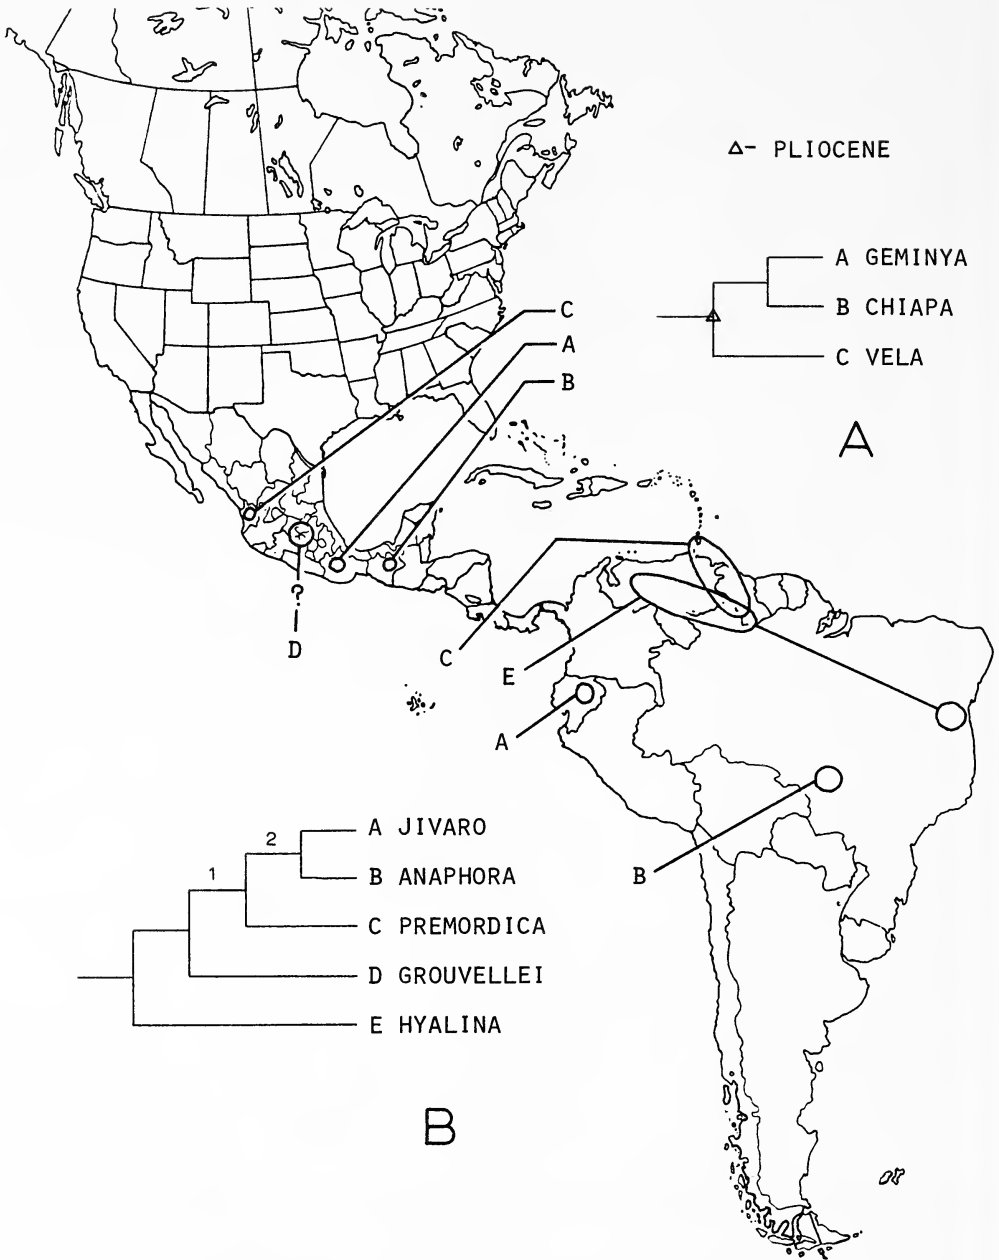 Δ- PLIOCENE
A GEMINYA
B CHIAPA
C VELA
A
C
A
B
?
D
C
E
A
B
2
1
A JIVARO
B ANAPHORA
C PREMORDICA
D GROUVELLEI
E HYALINA
B